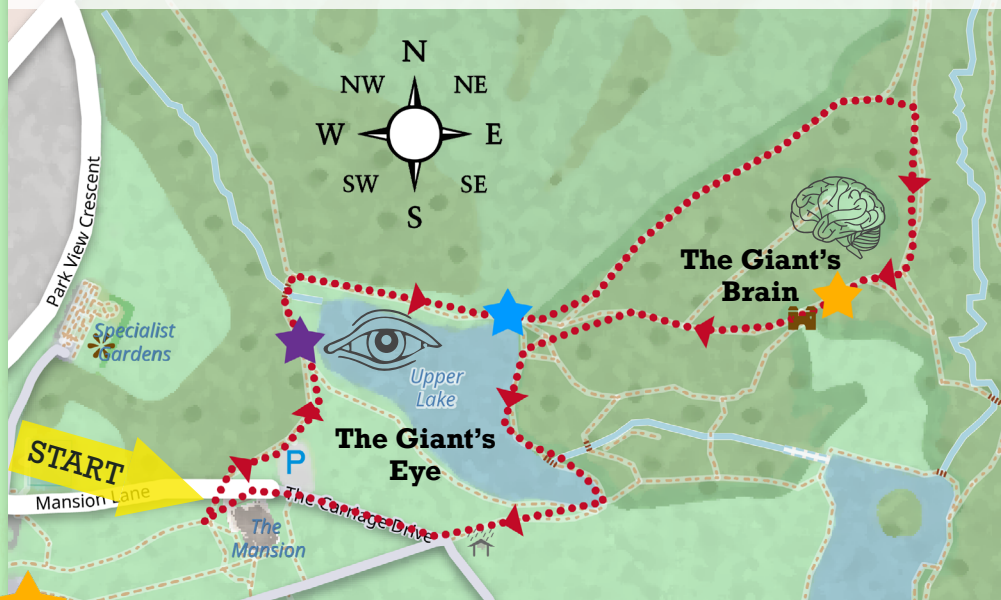 N
NW
NE
W
E
SW
SE
S
Park View Crescent
The Giant's
Brain
Specialist
Gardens
Upper
Lake
The Giant's
Eye
START
P
Mansion Lane
The Carriage Drive
The
Mansion